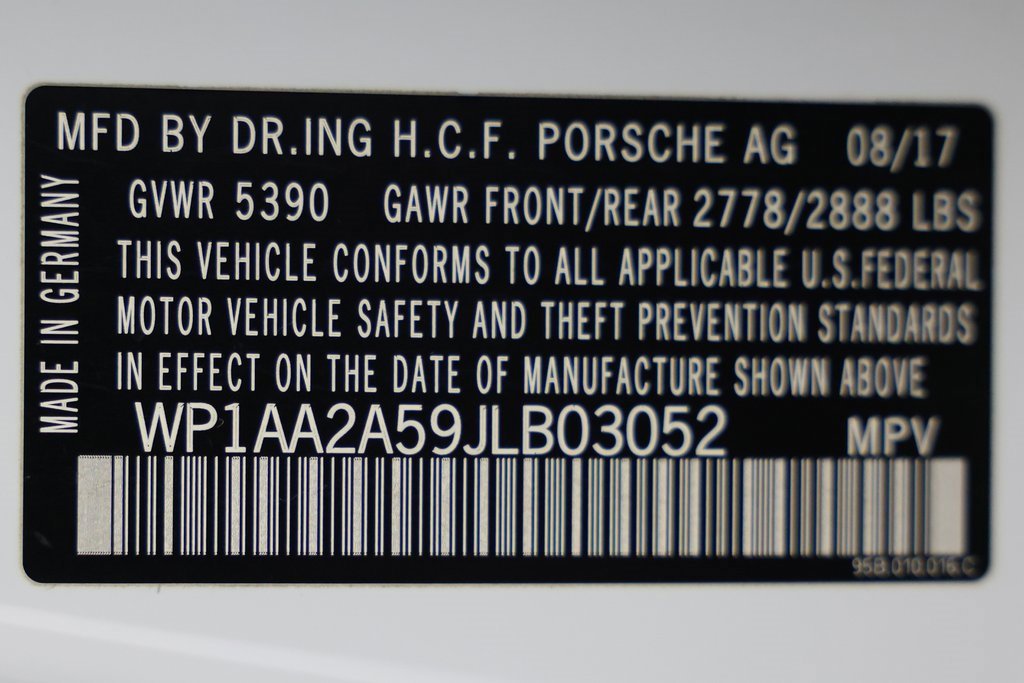 MFD BY DR.ING H.C.F. PORSCHE AG 08/17
MADE IN GERMANY
GVWR 5390 GAWR FRONT/REAR 2778/2888 LBS
THIS VEHICLE CONFORMS TO ALL APPLICABLE U.S.FEDERAL
MOTOR VEHICLE SAFETY AND THEFT PREVENTION STANDARDS
IN EFFECT ON THE DATE OF MANUFACTURE SHOWN ABOVE
WP1AA2A59JLB03052 MPV
95B.010.016.C